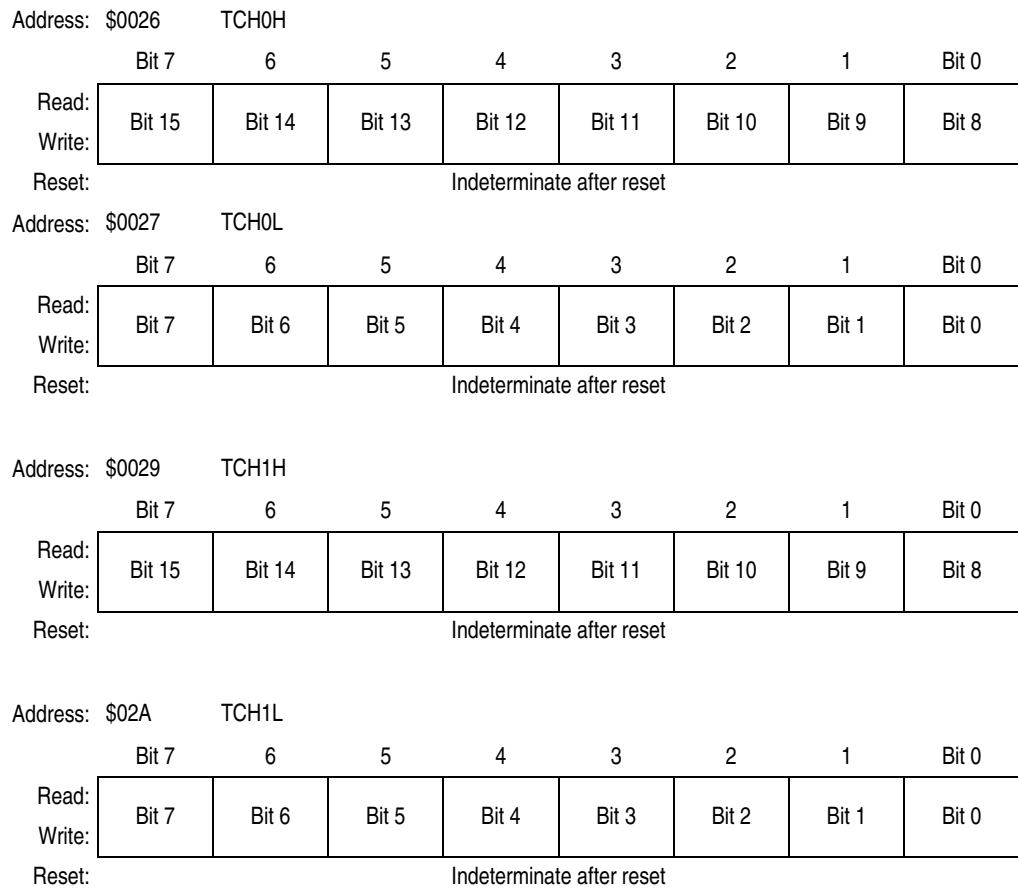 Address: $0026 TCH0H
Bit 7 6 5 4 3 2 1 Bit 0
Read:
Bit 15 Bit 14 Bit 13 Bit 12 Bit 11 Bit 10 Bit 9 Bit 8
Write:
Reset: Indeterminate after reset
Address: $0027 TCH0L
Bit 7 6 5 4 3 2 1 Bit 0
Read:
Bit 7 Bit 6 Bit 5 Bit 4 Bit 3 Bit 2 Bit 1 Bit 0
Write:
Reset: Indeterminate after reset
Address: $0029 TCH1H
Bit 7 6 5 4 3 2 1 Bit 0
Read:
Bit 15 Bit 14 Bit 13 Bit 12 Bit 11 Bit 10 Bit 9 Bit 8
Write:
Reset: Indeterminate after reset
Address: $02A TCH1L
Bit 7 6 5 4 3 2 1 Bit 0
Read:
Bit 7 Bit 6 Bit 5 Bit 4 Bit 3 Bit 2 Bit 1 Bit 0
Write:
Reset: Indeterminate after reset